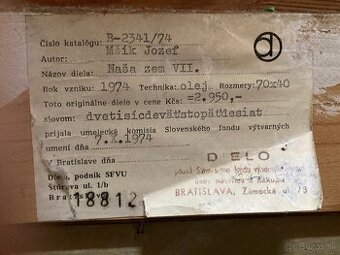 Číslo katalógu: B-2341/74
Autor: Mžik Jozef
Názov diela: Naša zem VII.
Rok vzniku: 1974 Technika: olej Rozmery: 70x40
Toto originálne dielo v cene Kčs: =2.950,-
slovom: dvetisícdeväťstopäťdesiat
prijala umelecká komisia Slovenského fondu výtvarných
umení dňa 7.1.1974
V Bratislave dňa
Dielo podnik SFVU
Štúrova ul. 1/b
Bratislava
18812
DIELO
BRATISLAVA, Zámocká ul.